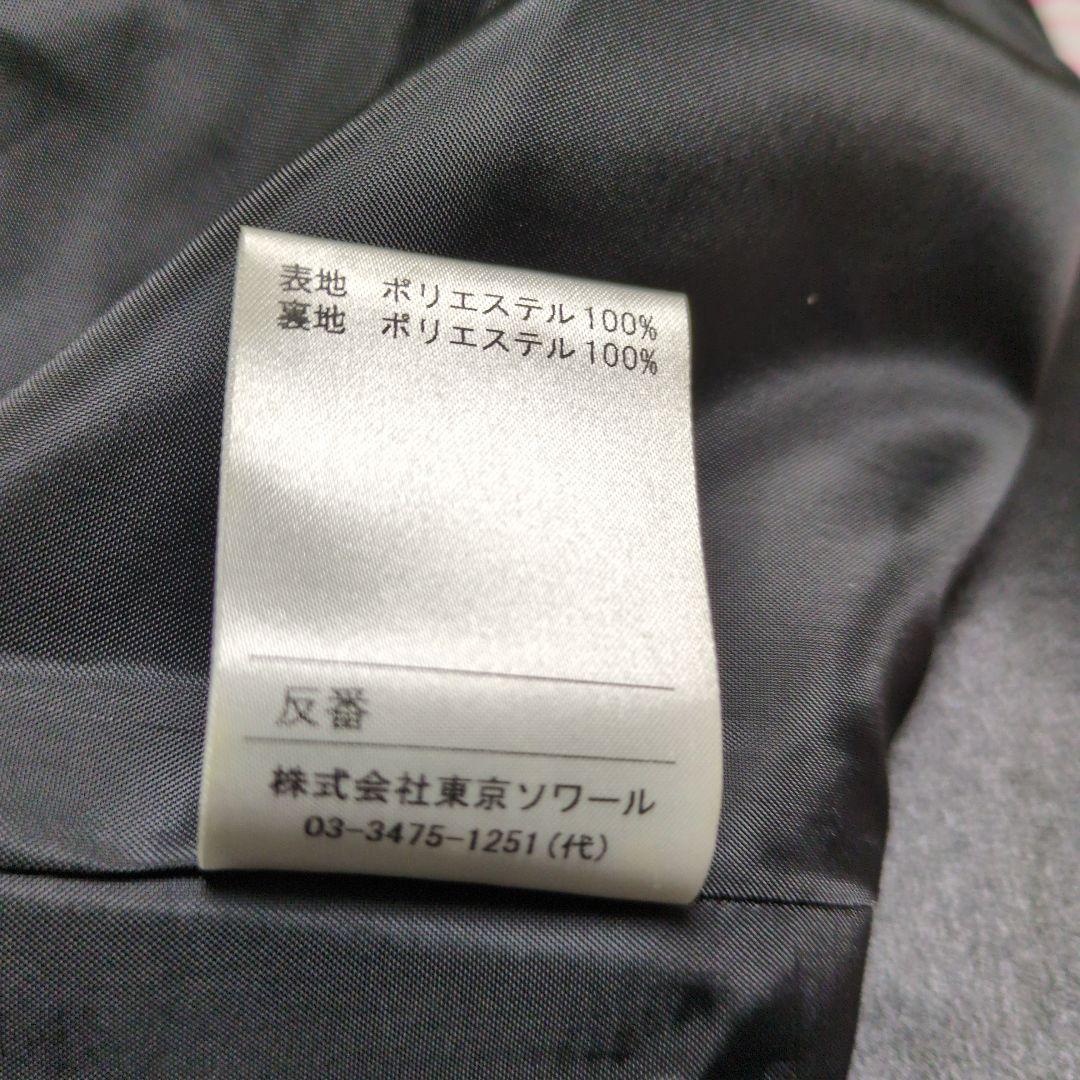 表地 ポリエステル100%
裏地 ポリエステル100%
反番
株式会社東京ソワール
03-3475-1251(代)